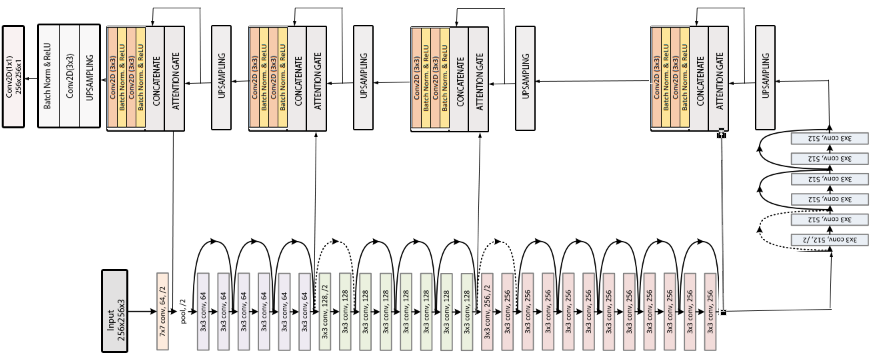 Conv2D(1x1)
256x256x1
Batch Norm & ReLU
Conv2D(3x3)
UPSAMPLING
Conv2D (3x3)
Batch Norm. & ReLU
Conv2D (3x3)
Batch Norm. & ReLU
CONCATENATE
ATTENTION GATE
UPSAMPLING
Conv2D (3x3)
Batch Norm. & ReLU
Conv2D (3x3)
Batch Norm. & ReLU
CONCATENATE
ATTENTION GATE
UPSAMPLING
Conv2D (3x3)
Batch Norm. & ReLU
Conv2D (3x3)
Batch Norm. & ReLU
CONCATENATE
ATTENTION GATE
UPSAMPLING
Conv2D (3x3)
Batch Norm. & ReLU
Conv2D (3x3)
Batch Norm. & ReLU
CONCATENATE
ATTENTION GATE
UPSAMPLING
3x3 conv, 512
3x3 conv, 512
3x3 conv, 512
3x3 conv, 512
3x3 conv, 512
3x3 conv, 512, /2
Input
256x256x3
7x7 conv, 64, /2
pool, /2
3x3 conv, 64
3x3 conv, 64
3x3 conv, 64
3x3 conv, 64
3x3 conv, 64
3x3 conv, 64
3x3 conv, 128, /2
3x3 conv, 128
3x3 conv, 128
3x3 conv, 128
3x3 conv, 128
3x3 conv, 128
3x3 conv, 128
3x3 conv, 128
3x3 conv, 256, /2
3x3 conv, 256
3x3 conv, 256
3x3 conv, 256
3x3 conv, 256
3x3 conv, 256
3x3 conv, 256
3x3 conv, 256
3x3 conv, 256
3x3 conv, 256
3x3 conv, 256
3x3 conv, 256